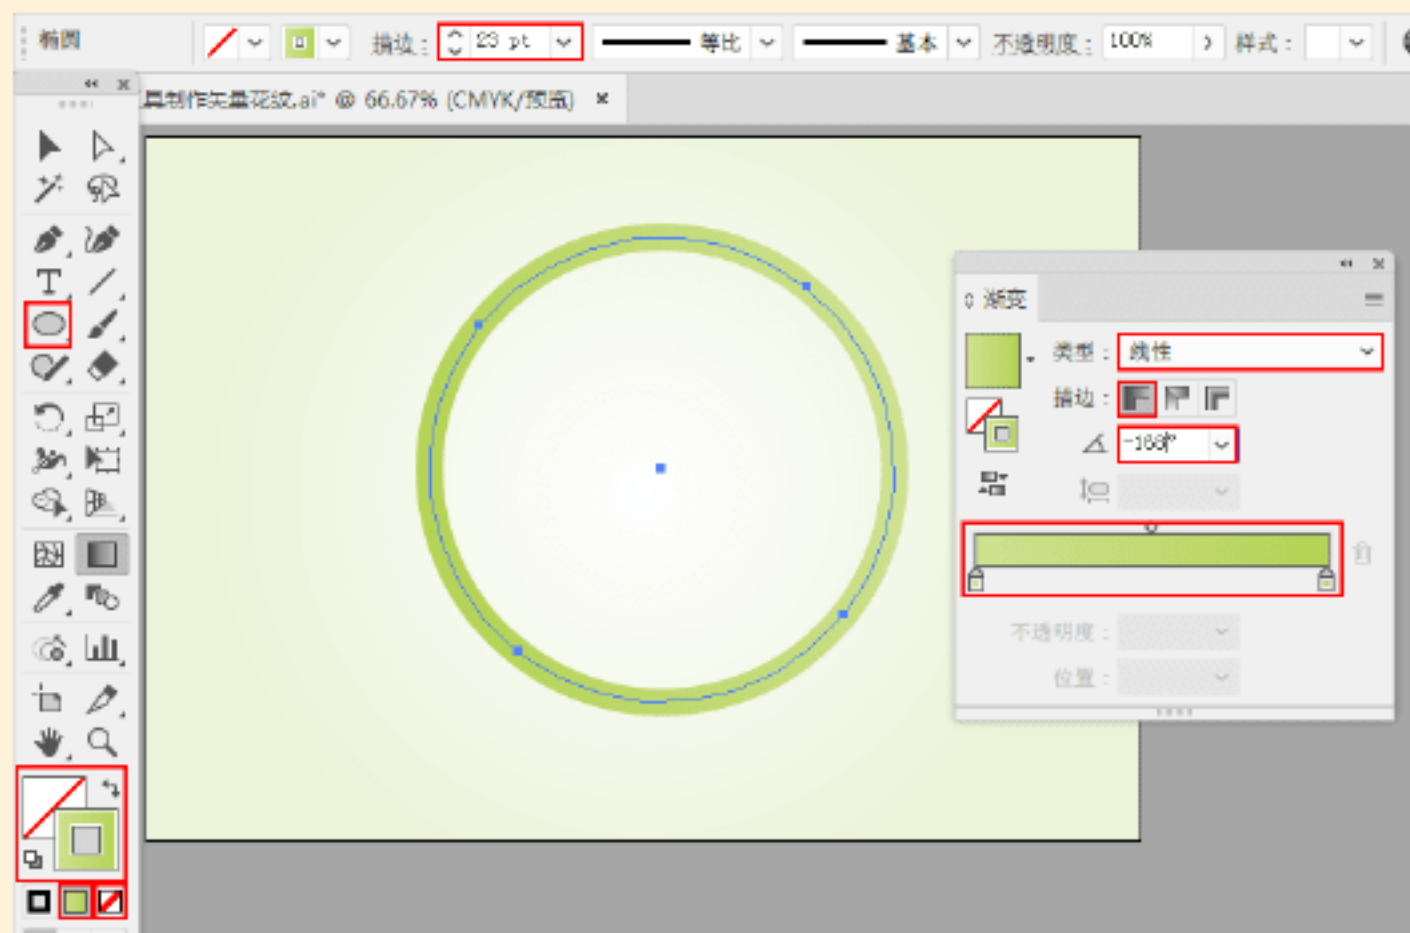 椭圆 描边： 23 pt 等比 基本 不透明度： 100% 样式：
具制作矢量花纹.ai* @ 66.67% (CMYK/预览) ×
渐变
类型： 线性
描边：
-166°
不透明度：
位置：